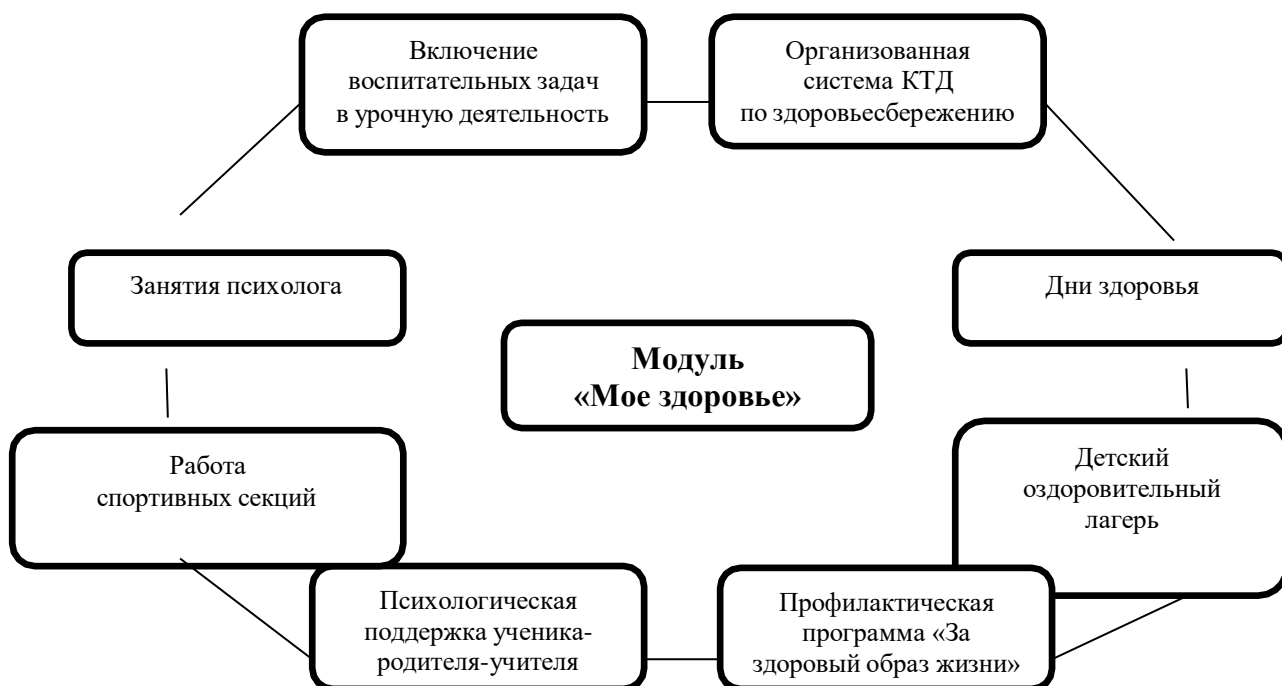 Включение
воспитательных задач
в урочную деятельность
Организованная
система КТД
по здоровьесбережению
Занятия психолога
Дни здоровья
Модуль
«Мое здоровье»
Работа
спортивных секций
Детский
оздоровительный
лагерь
Психологическая
поддержка ученика-
родителя-учителя
Профилактическая
программа «За
здоровый образ жизни»